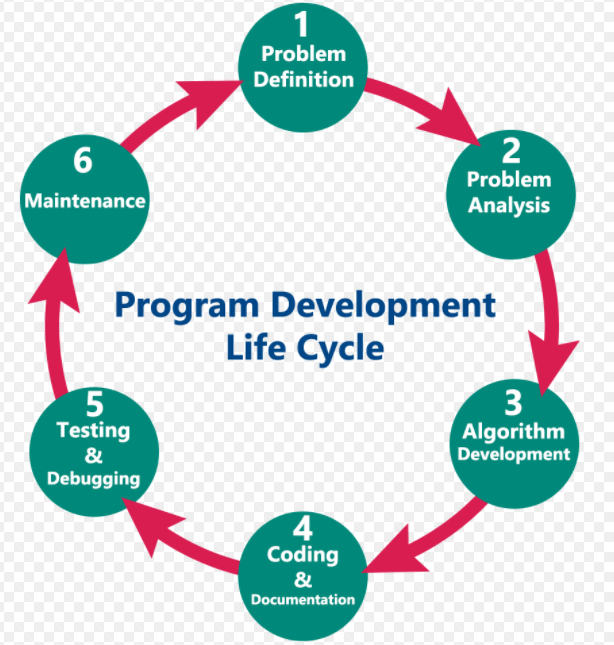 1
Problem
Definition
2
Problem
Analysis
3
Algorithm
Development
4
Coding
&
Documentation
5
Testing
&
Debugging
6
Maintenance
Program Development
Life Cycle